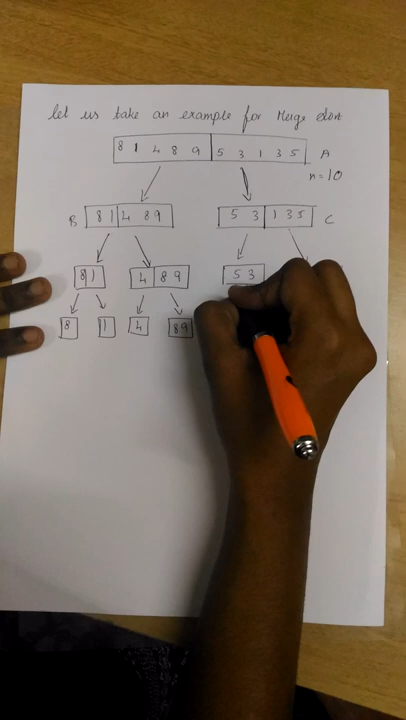 let us take an example for Merge Sort
8 1 4 8 9 5 3 1 3 5 A
n=10
B 8 1 4 8 9 5 3 1 3 5 C
8 1 4 8 9 5 3
8 1 4 8 9